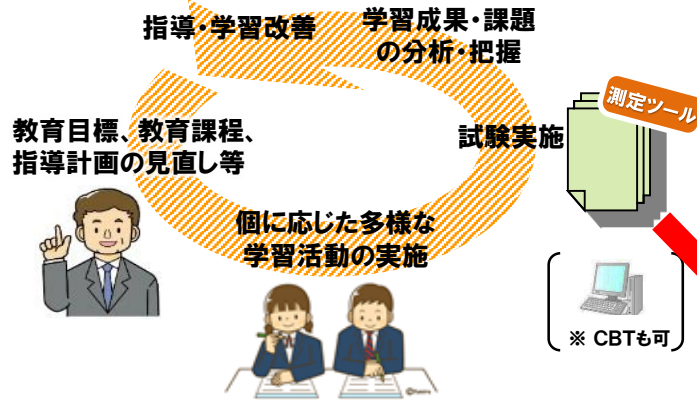 指導・学習改善
学習成果・課題
の分析・把握
測定ツール
教育目標、教育課程、
指導計画の見直し等
試験実施
個に応じた多様な
学習活動の実施
※ CBTも可